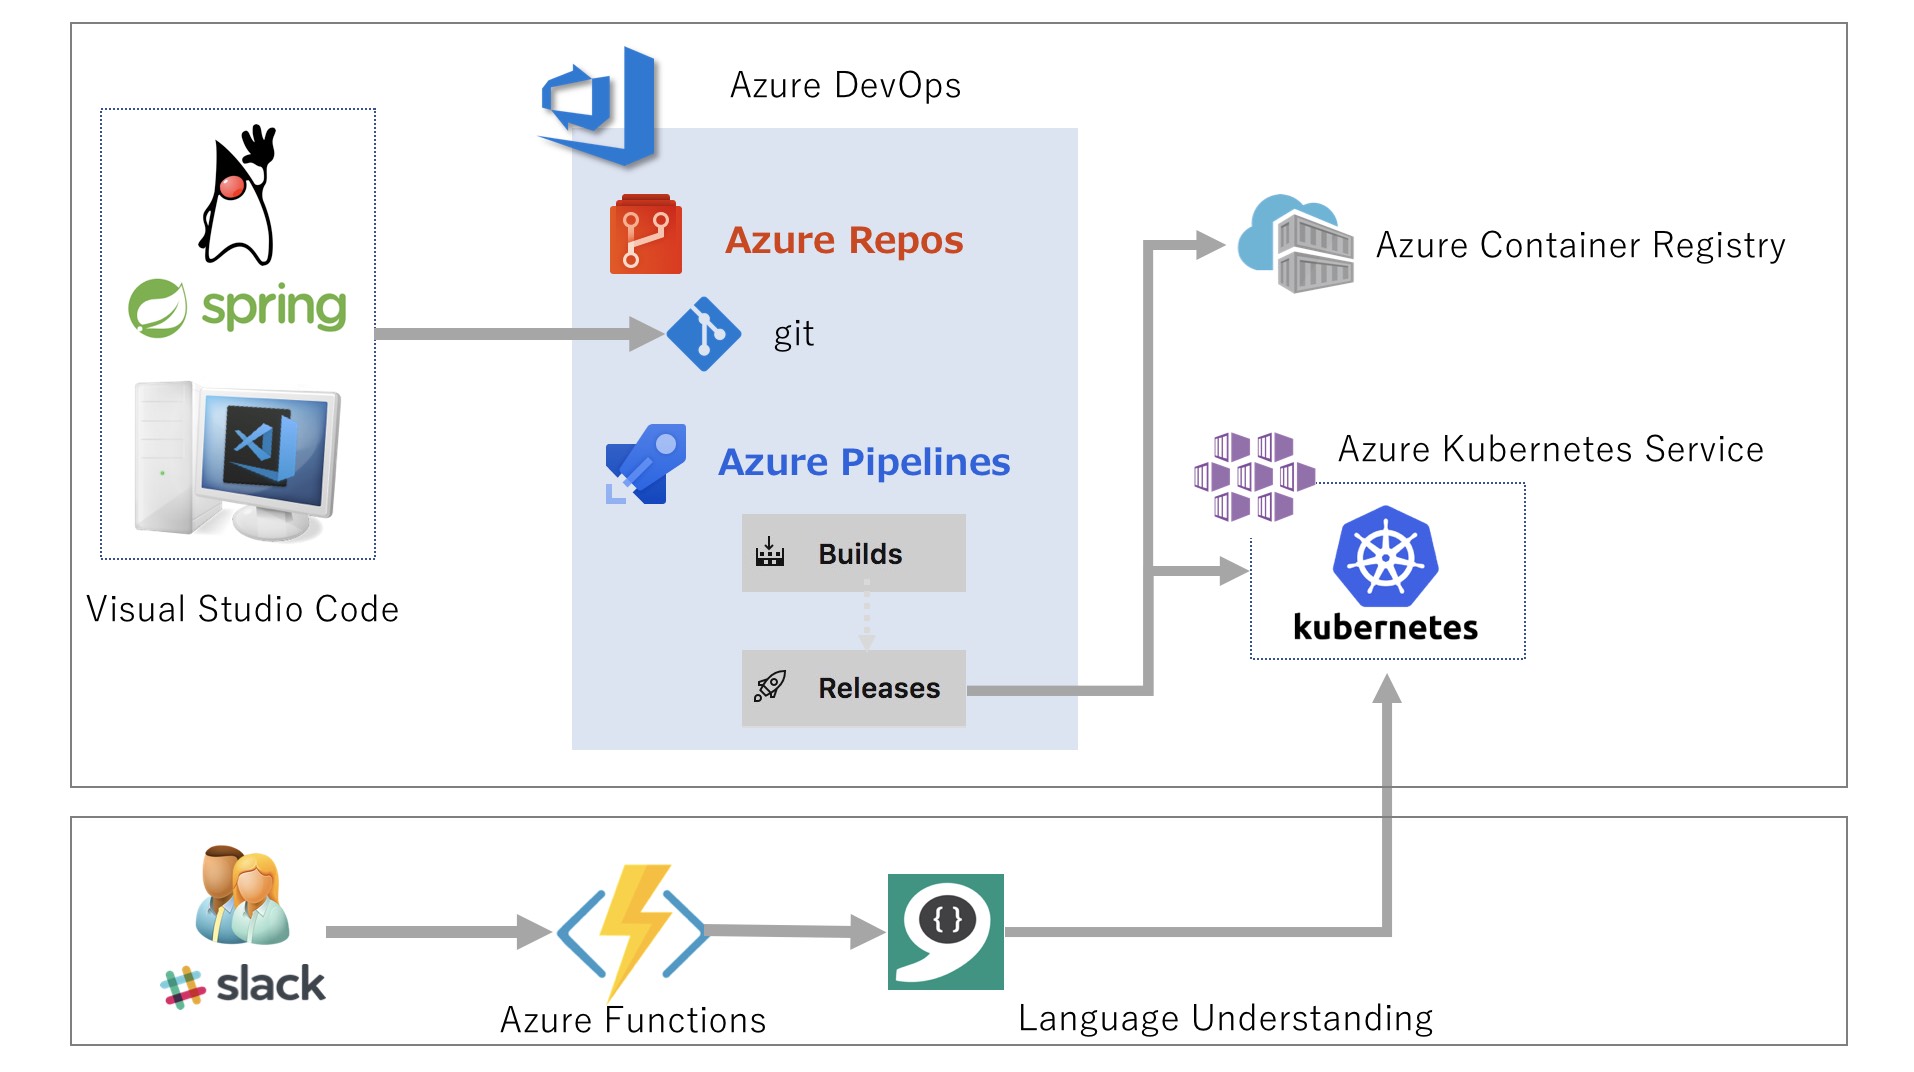 Azure DevOps
spring
Visual Studio Code
Azure Repos
git
Azure Pipelines
Builds
Releases
Azure Container Registry
Azure Kubernetes Service
kubernetes
slack
Azure Functions
{ }
Language Understanding